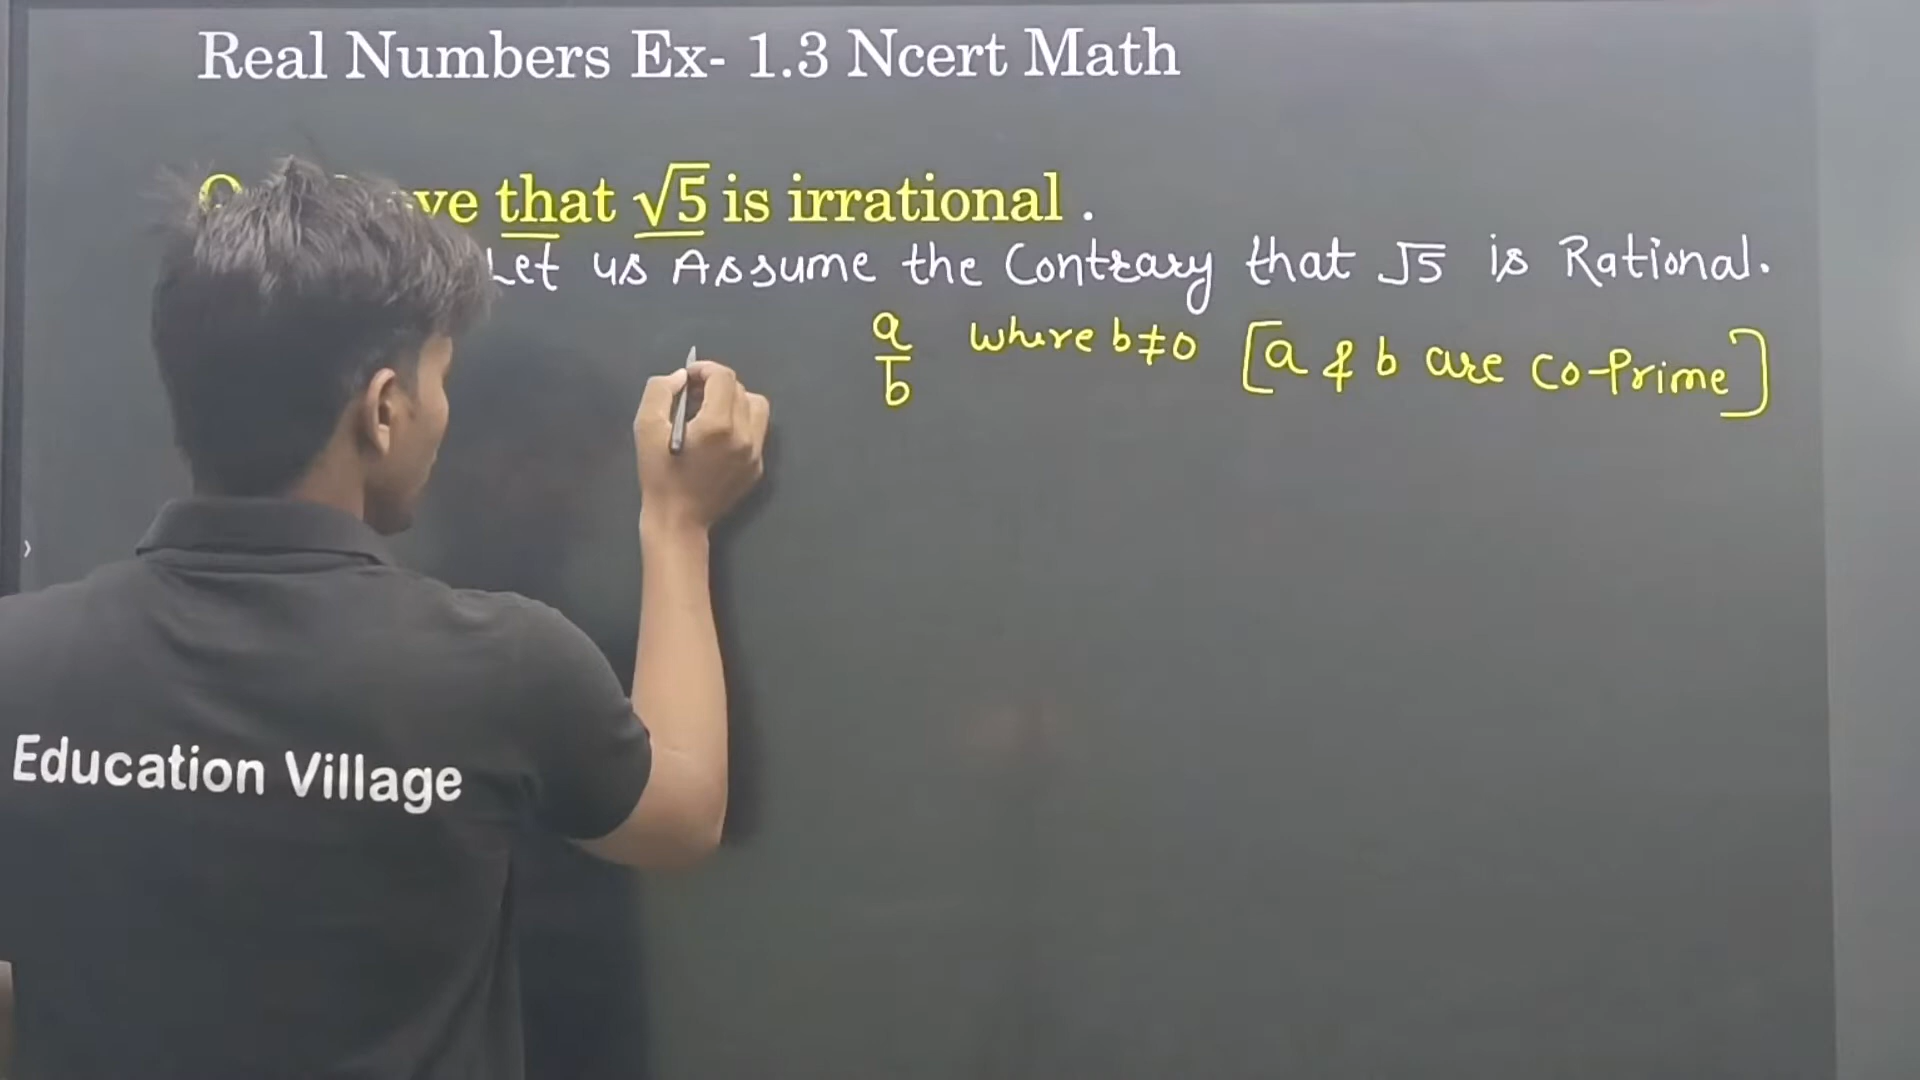 Real Numbers Ex- 1.3 Ncert Math
that √5 is irrational .
Let us Assume the Contrary that √5 is Rational.
a/b where b≠0 [a & b are Co-Prime]
Education Village